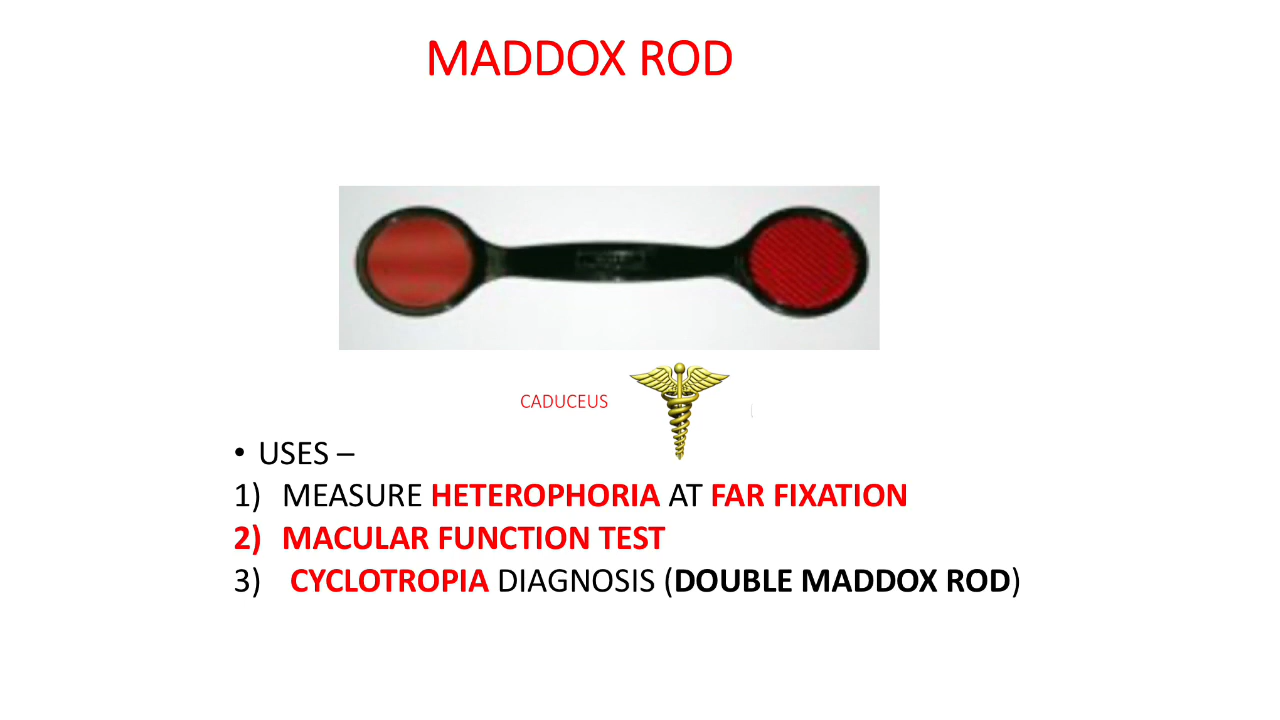 MADDOX ROD
CADUCEUS
• USES –
1) MEASURE HETEROPHORIA AT FAR FIXATION
2) MACULAR FUNCTION TEST
3) CYCLOTROPIA DIAGNOSIS (DOUBLE MADDOX ROD)